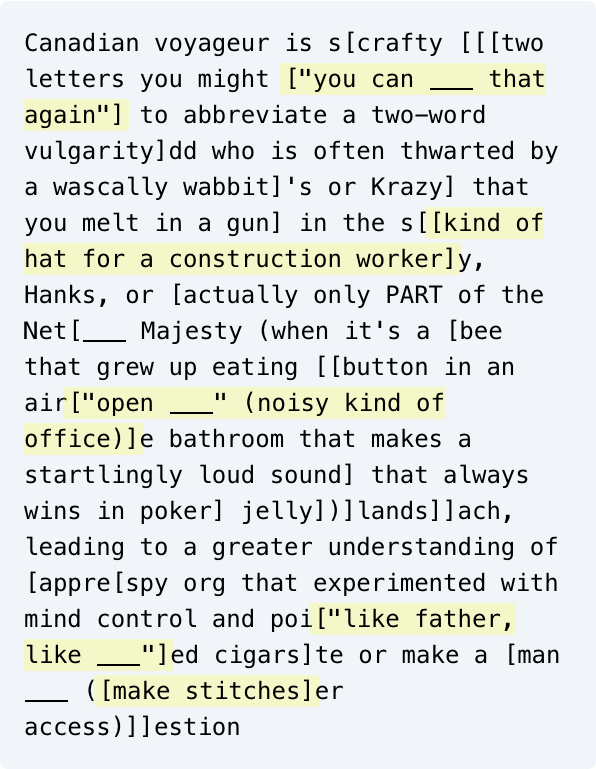 Canadian voyageur is s[crafty [[[two
letters you might ["you can ___ that
again"] to abbreviate a two–word
vulgarity]dd who is often thwarted by
a wascally wabbit]'s or Krazy] that
you melt in a gun] in the s[[kind of
hat for a construction worker]y,
Hanks, or [actually only PART of the
Net[___ Majesty (when it's a [bee
that grew up eating [[button in an
air["open ___" (noisy kind of
office)]e bathroom that makes a
startlingly loud sound] that always
wins in poker] jelly])]lands]]ach,
leading to a greater understanding of
[appre[spy org that experimented with
mind control and poi["like father,
like ___"]ed cigars]te or make a [man
___ ([make stitches]er
access)]]estion